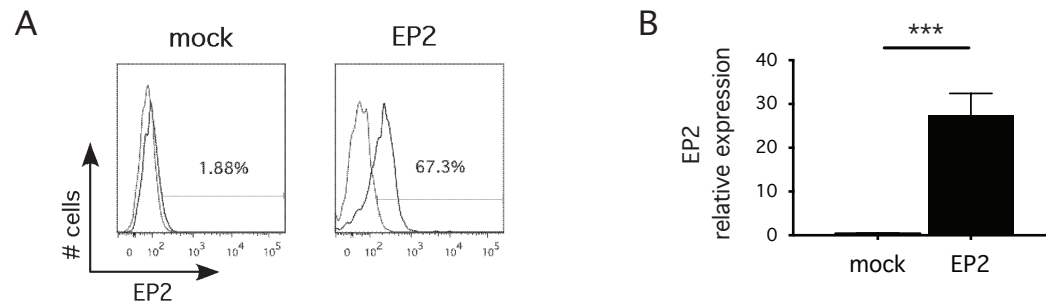 A
mock
EP2
1.88%
67.3%
# cells
0 10² 10³ 10⁴ 10⁵
0 10² 10³ 10⁴ 10⁵
EP2
B
***
EP2
relative expression
40
30
20
10
0
mock
EP2